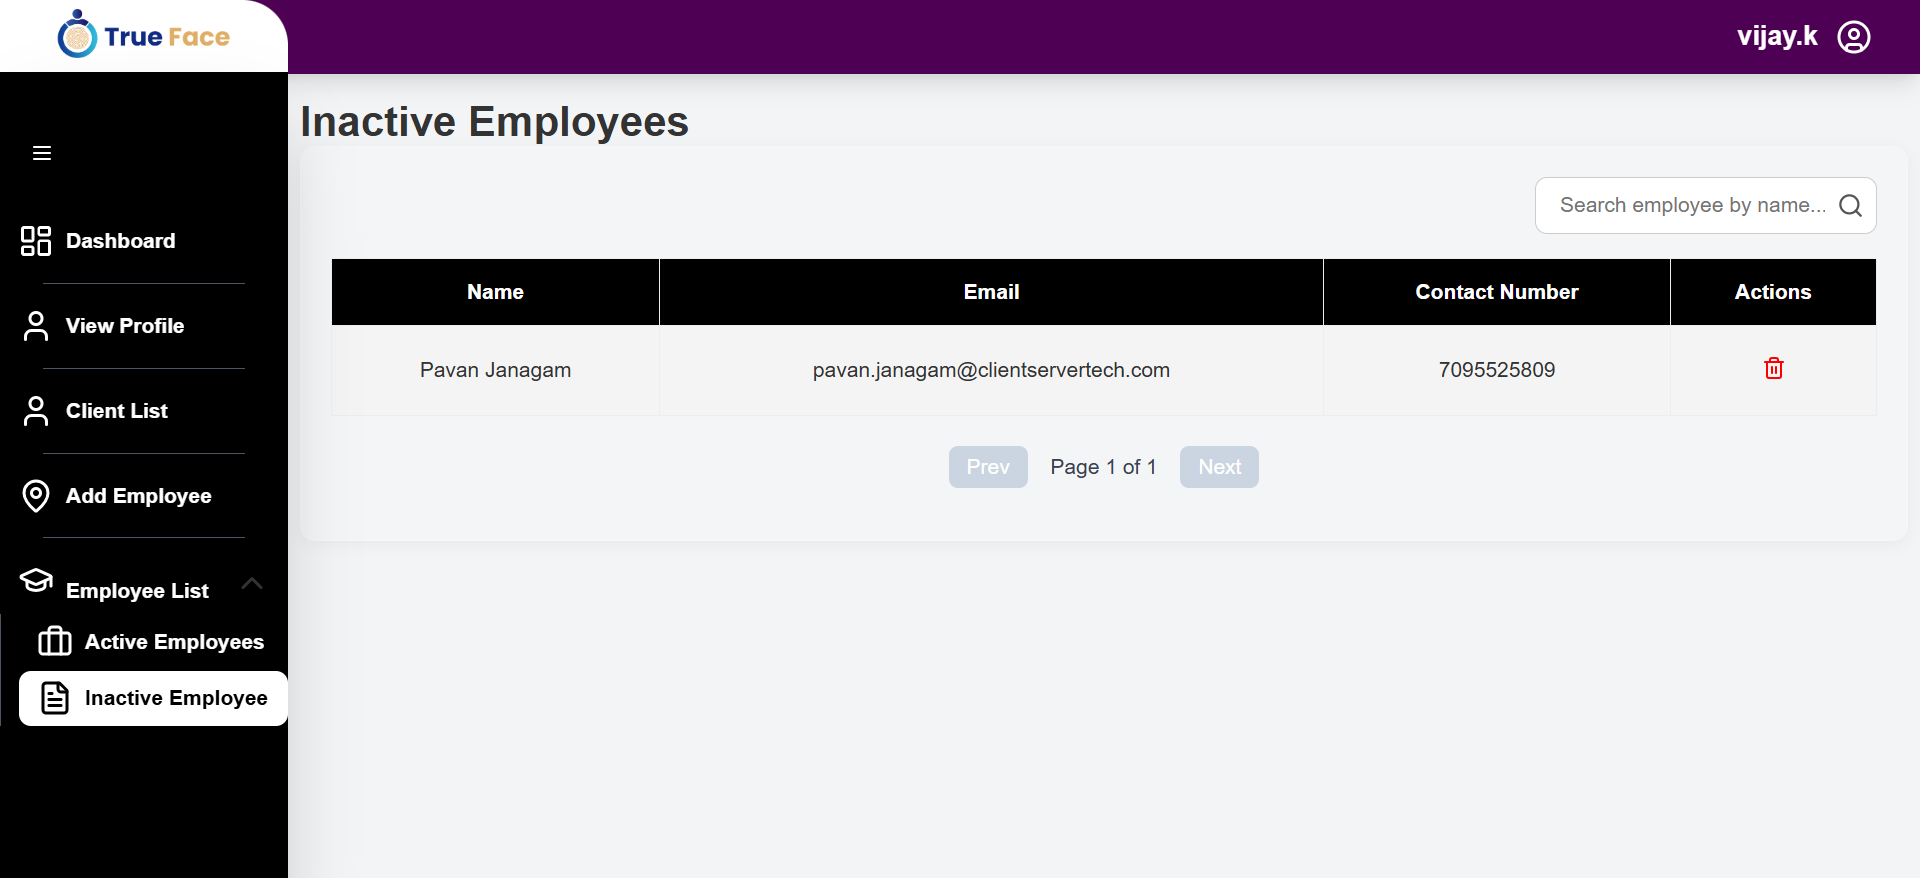 True Face
vijay.k
Inactive Employees
Search employee by name...
Dashboard
View Profile
Client List
Add Employee
Employee List
Active Employees
Inactive Employee
Name Email Contact Number Actions
Pavan Janagam pavan.janagam@clientservertech.com 7095525809
Prev Page 1 of 1 Next